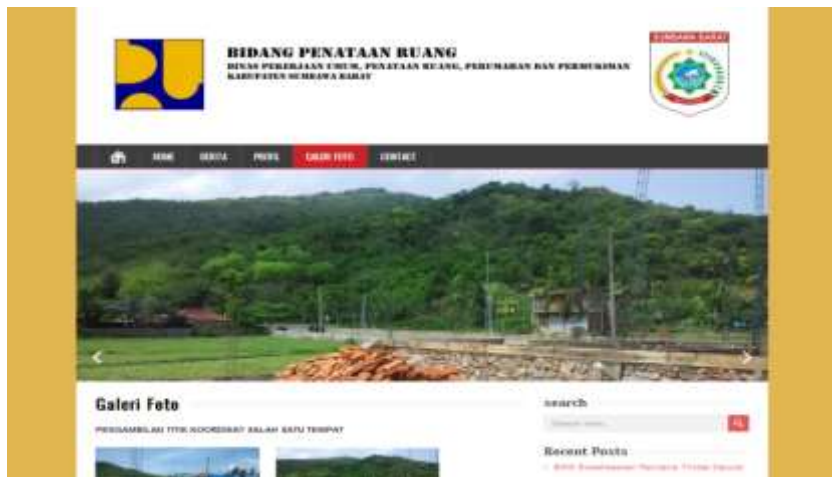 BIDANG PENATAAN RUANG
DINAS PEKERJAAN UMUM, PENATAAN RUANG, PERUMAHAN DAN PERMUKIMAN
KABUPATEN SUMBAWA BARAT
SUMBAWA BARAT
HOME BERITA PROFIL GALERI FOTO CONTACT
Galeri Foto
PENGAMBILAN TITIK KOORDINAT SALAH SATU TEMPAT
search
Recent Posts